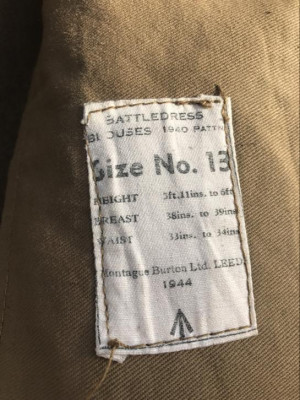 BATTLEDRESS
BLOUSES 1940 PATTN
Size No. 13
HEIGHT 5ft.11ins. to 6ft
BREAST 38ins. to 39ins
WAIST 33ins. to 34ins
Montague Burton Ltd. LEEDS
1944